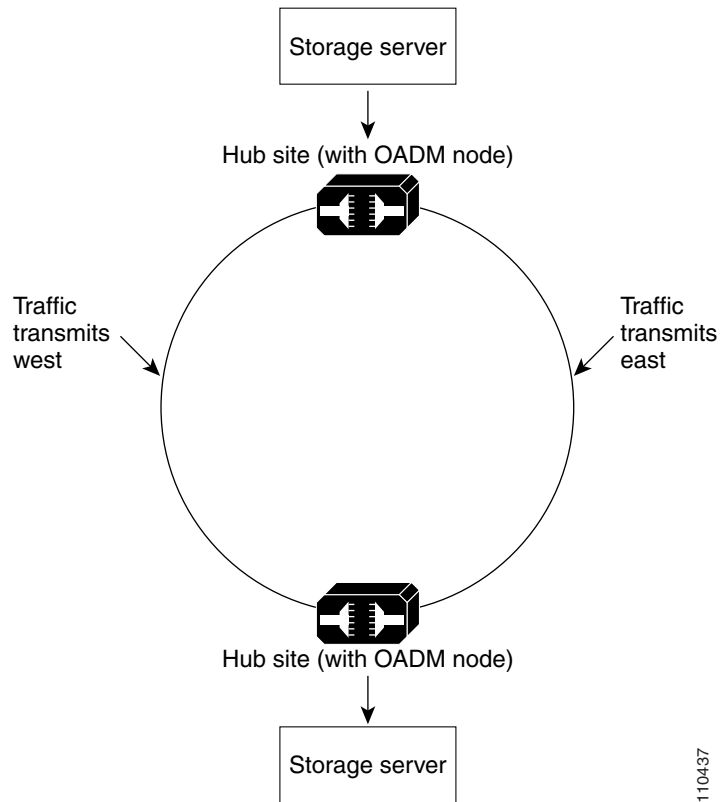 Storage server
Hub site (with OADM node)
Traffic
transmits
west
Traffic
transmits
east
Hub site (with OADM node)
Storage server
110437